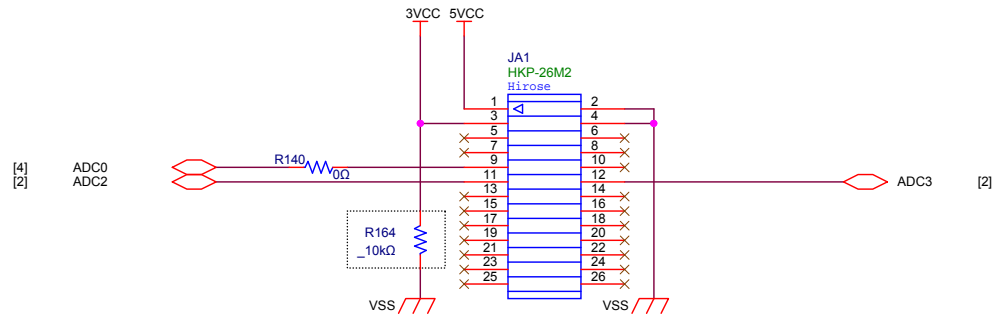 3VCC 5VCC
JA1
HKP-26M2
Hirose
1 2
3 4
5 6
7 8
[4] ADC0 R140 0Ω 9 10
[2] ADC2 11 12 ADC3 [2]
13 14
15 16
17 18
R164 19 20
_10kΩ 21 22
23 24
25 26
VSS VSS